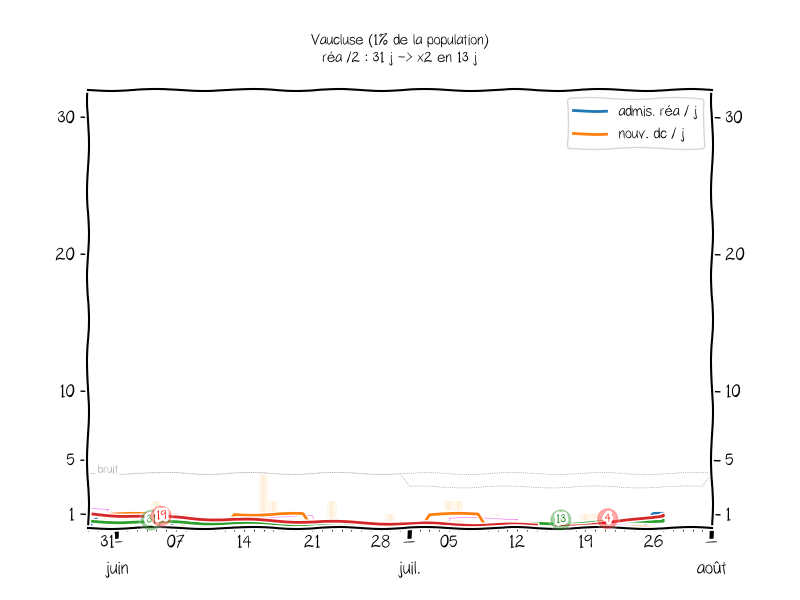 Vaucluse (1% de la population)
réa /2 : 31 j -> x2 en 13 j
admis. réa / j
nouv. dc / j
30 30
20 20
10 10
5 5
bruit
1 1
19 13 4
31 07 14 21 28 05 12 19 26
juin juil. août